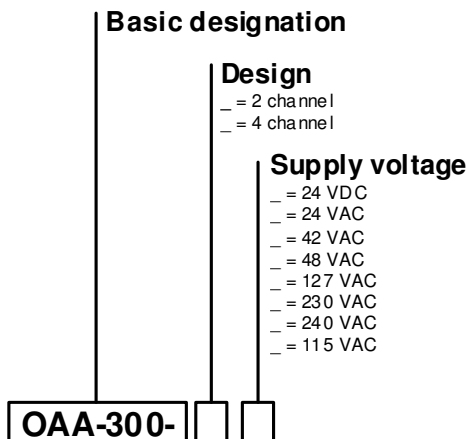 Basic designation
Design
_ = 2 channel
_ = 4 channel
Supply voltage
_ = 24 VDC
_ = 24 VAC
_ = 42 VAC
_ = 48 VAC
_ = 127 VAC
_ = 230 VAC
_ = 240 VAC
_ = 115 VAC
OAA-300-